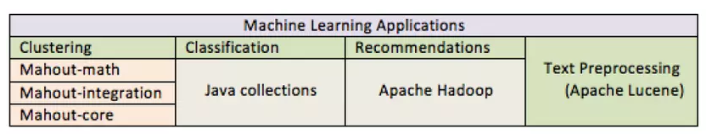 Machine Learning Applications
Clustering
Classification
Recommendations
Text Preprocessing
(Apache Lucene)
Mahout-math
Mahout-integration
Mahout-core
Java collections
Apache Hadoop